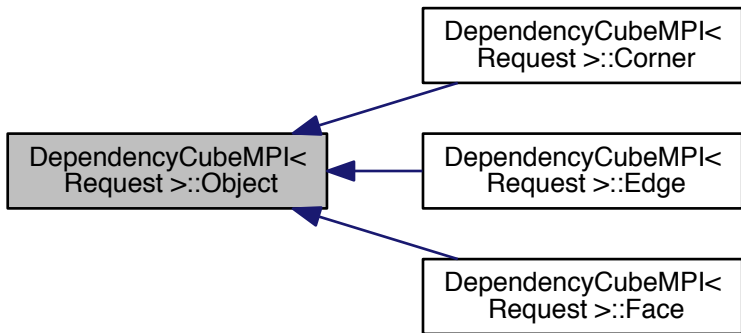 DependencyCubeMPI<
Request >::Corner
DependencyCubeMPI<
Request >::Object
DependencyCubeMPI<
Request >::Edge
DependencyCubeMPI<
Request >::Face